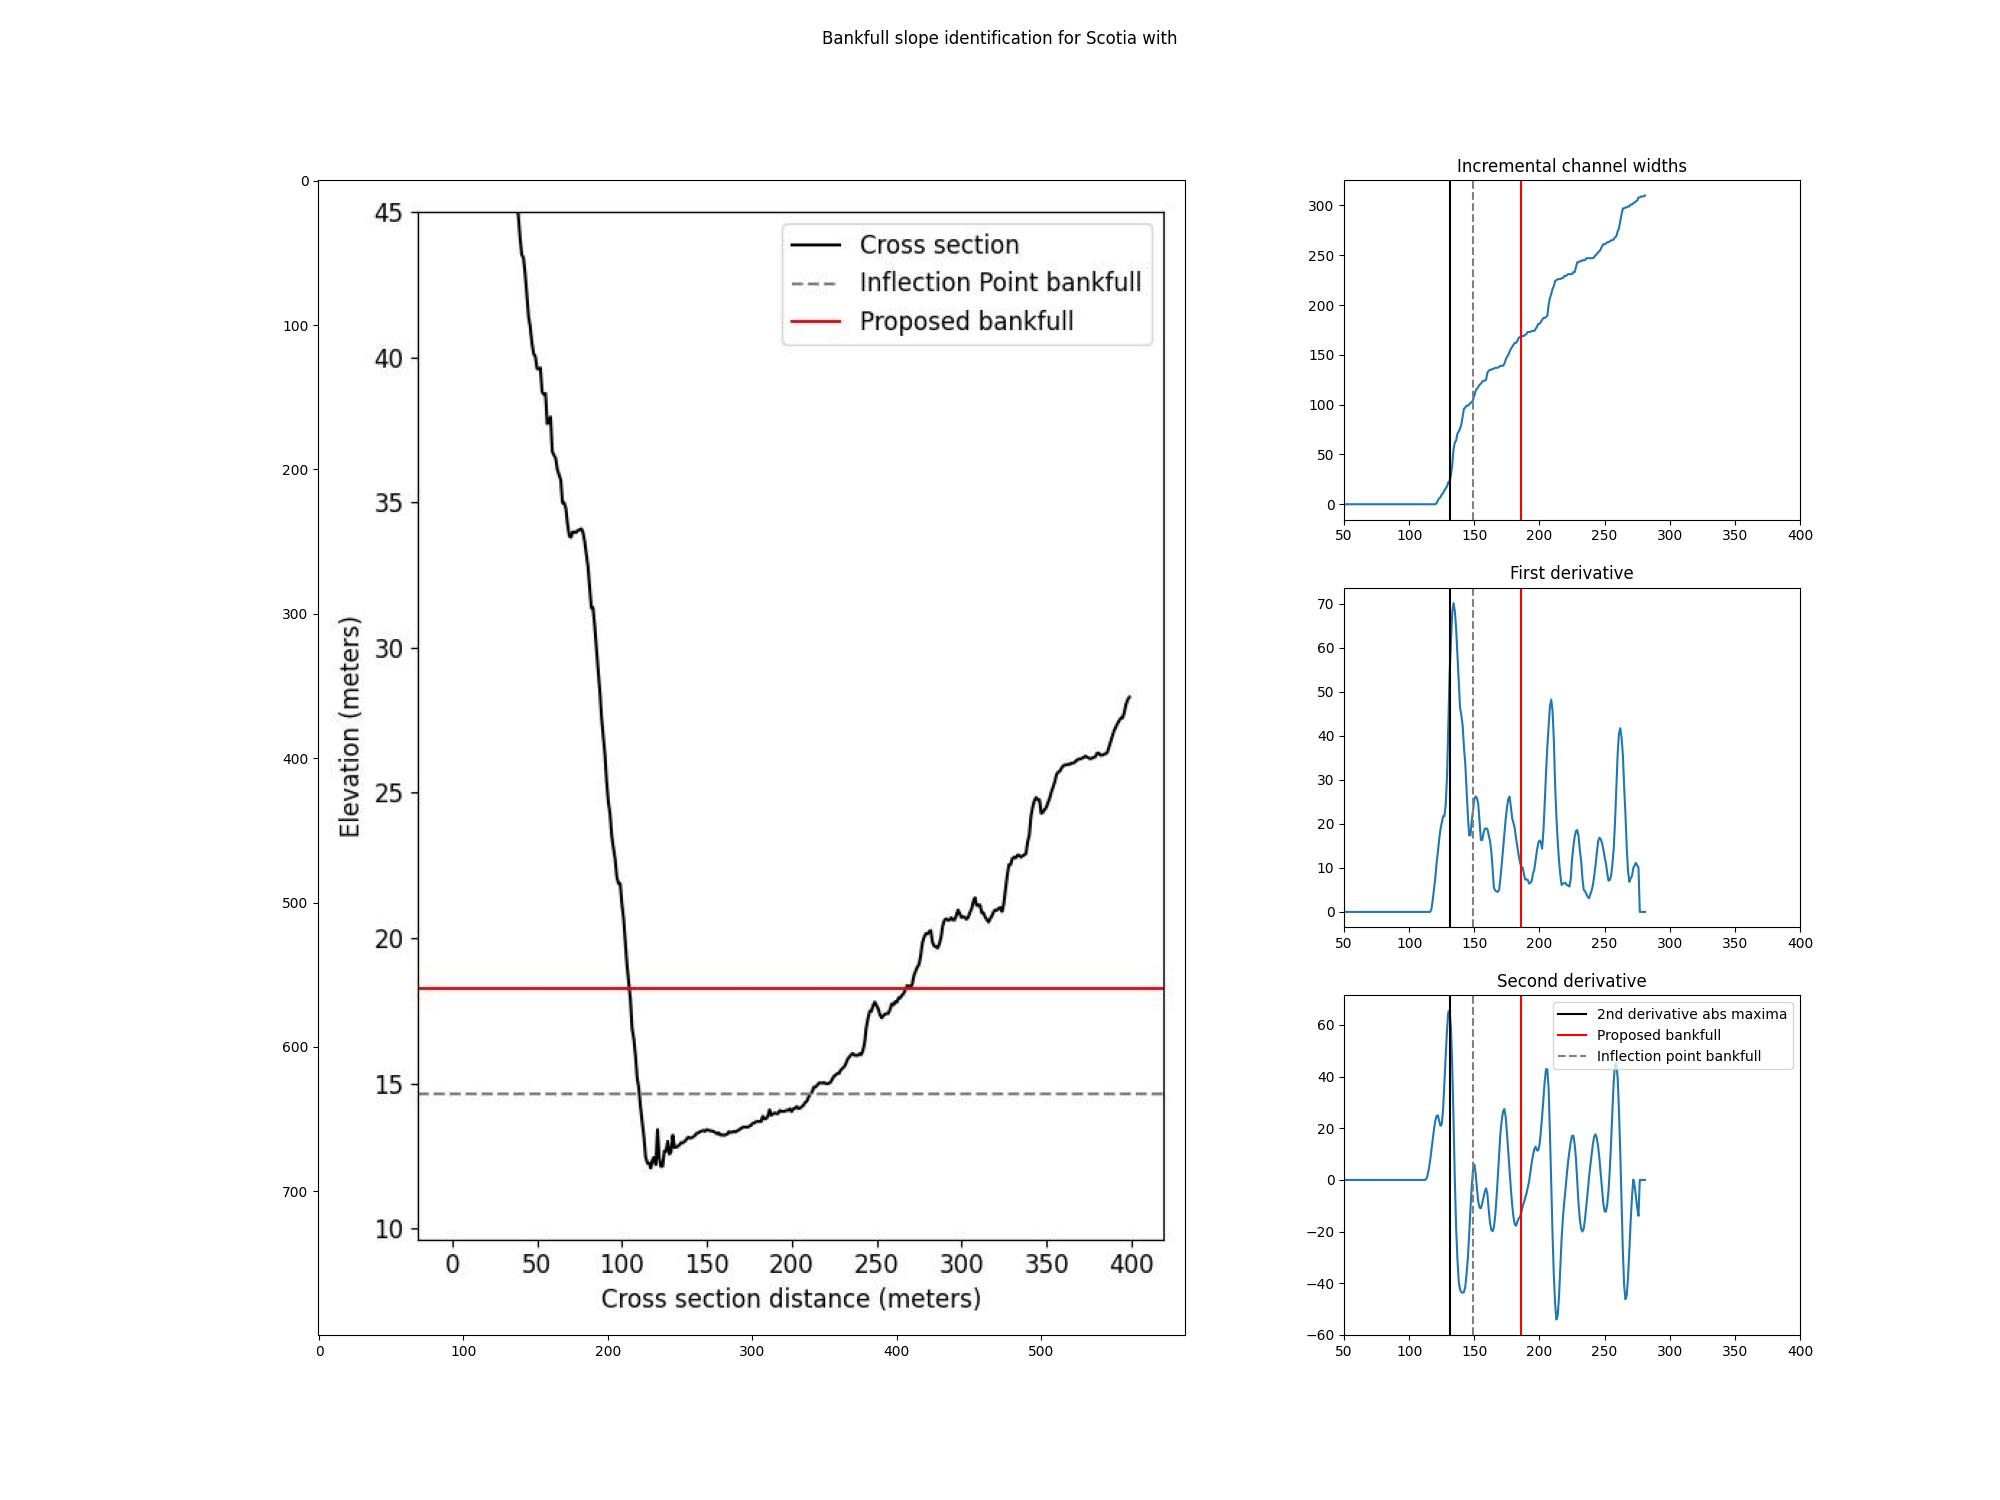 Bankfull slope identification for Scotia with
0
100
200
300
400
500
600
700
45
40
35
30
25
20
15
10
Elevation (meters)
Cross section
Inflection Point bankfull
Proposed bankfull
0 50 100 150 200 250 300 350 400
Cross section distance (meters)
0 100 200 300 400 500
Incremental channel widths
300
250
200
150
100
50
0
50 100 150 200 250 300 350 400
First derivative
70
60
50
40
30
20
10
0
50 100 150 200 250 300 350 400
Second derivative
60
40
20
0
−20
−40
−60
2nd derivative abs maxima
Proposed bankfull
Inflection point bankfull
50 100 150 200 250 300 350 400